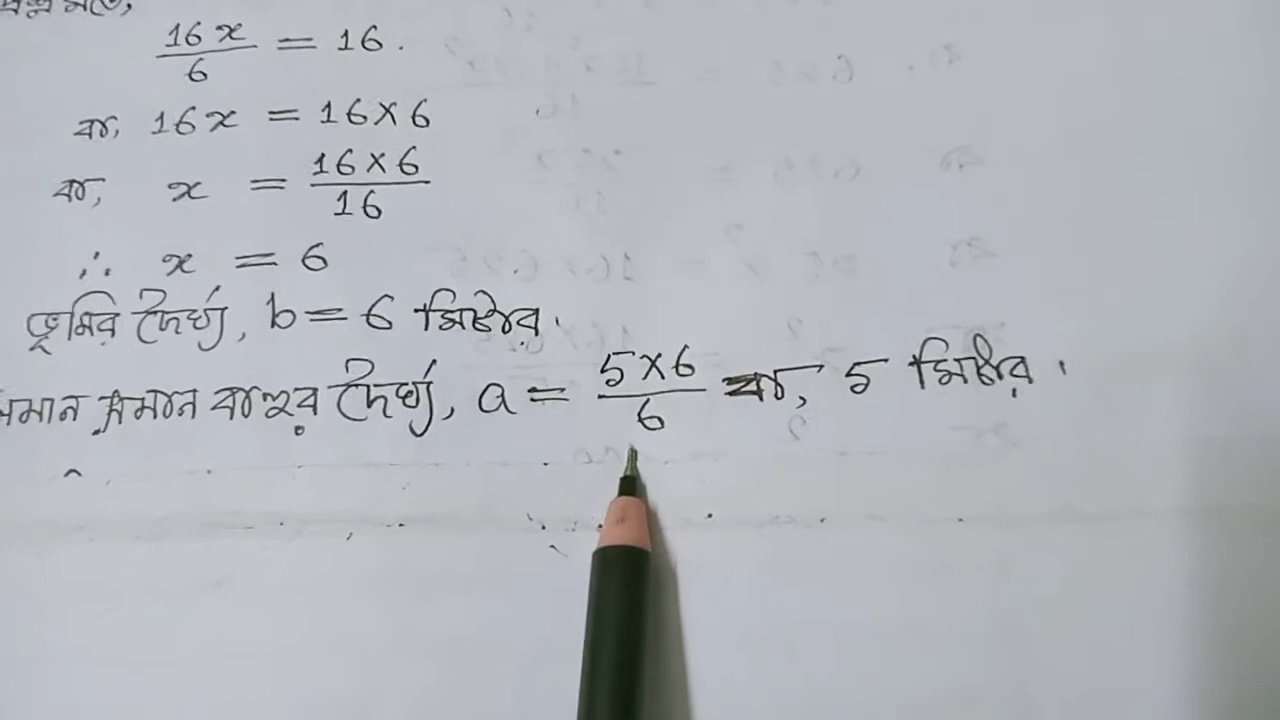 প্রশ্নমতে,
16x/6 = 16.
বা, 16x = 16×6
বা, x = 16×6/16
∴ x = 6
ভূমির দৈর্ঘ্য, b = 6 মিটার.
সমান সমান বাহুর দৈর্ঘ্য, a = 5×6/6 বা, 5 মিটার.